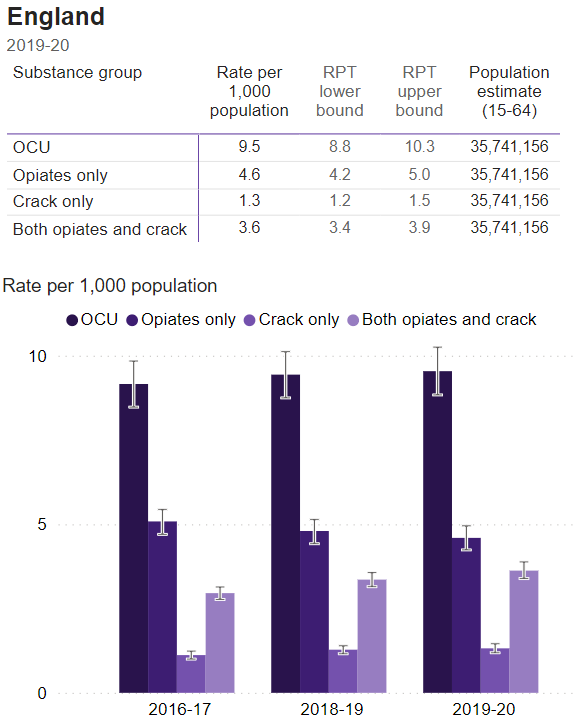 England
2019-20
Substance group Rate per 1,000 population RPT lower bound RPT upper bound Population estimate (15-64)
OCU 9.5 8.8 10.3 35,741,156
Opiates only 4.6 4.2 5.0 35,741,156
Crack only 1.3 1.2 1.5 35,741,156
Both opiates and crack 3.6 3.4 3.9 35,741,156
Rate per 1,000 population
OCU Opiates only Crack only Both opiates and crack
10
5
0
2016-17 2018-19 2019-20